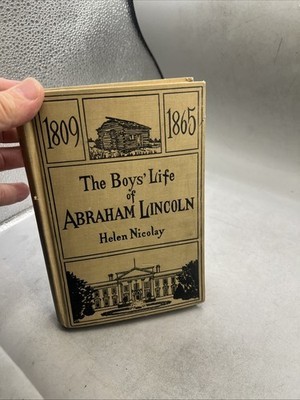 1809
1865
The Boys' Life
of
ABRAHAM LINCOLN
Helen Nicolay